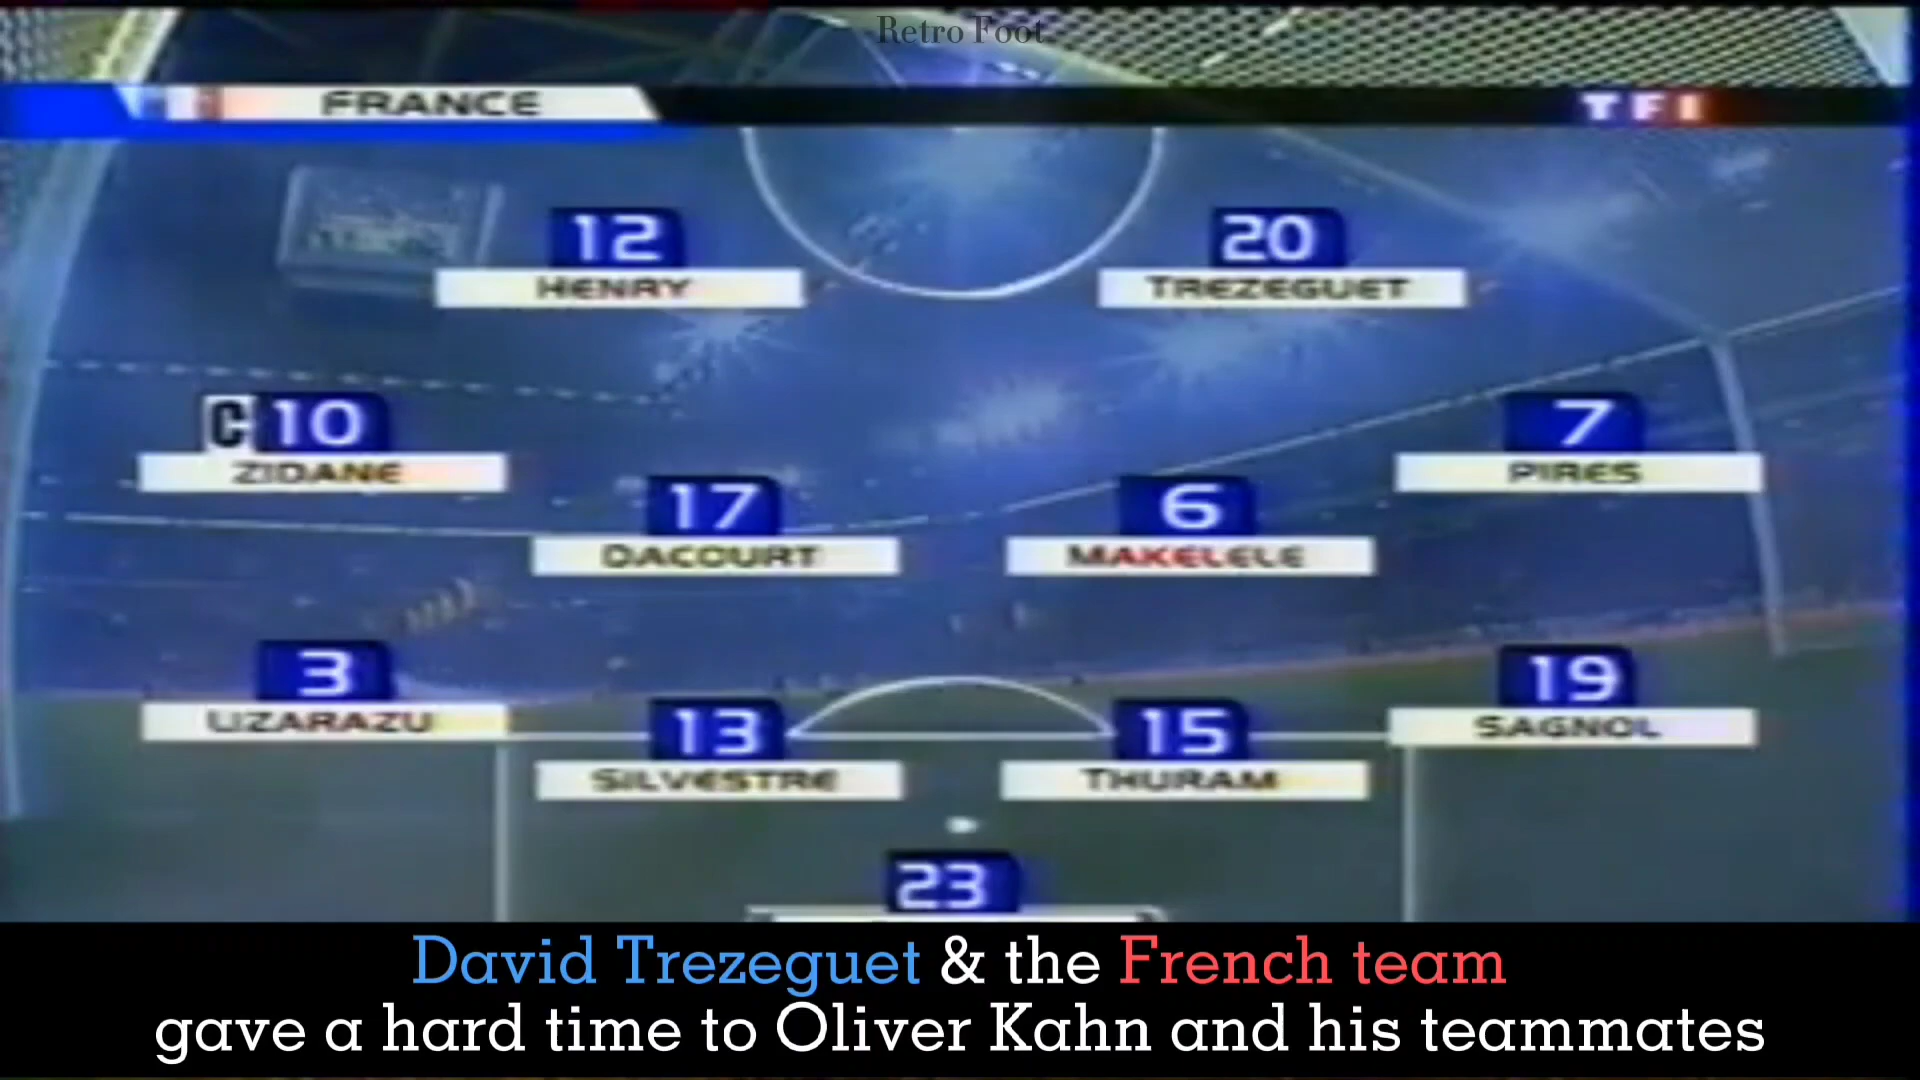 Retro Foot
FRANCE
TF1
12
HENRY
20
TREZEGUET
C 10
ZIDANE
7
PIRES
17
DACOURT
6
MAKELELE
3
LIZARAZU
19
SAGNOL
13
SILVESTRE
15
THURAM
23
David Trezeguet & the French team
gave a hard time to Oliver Kahn and his teammates